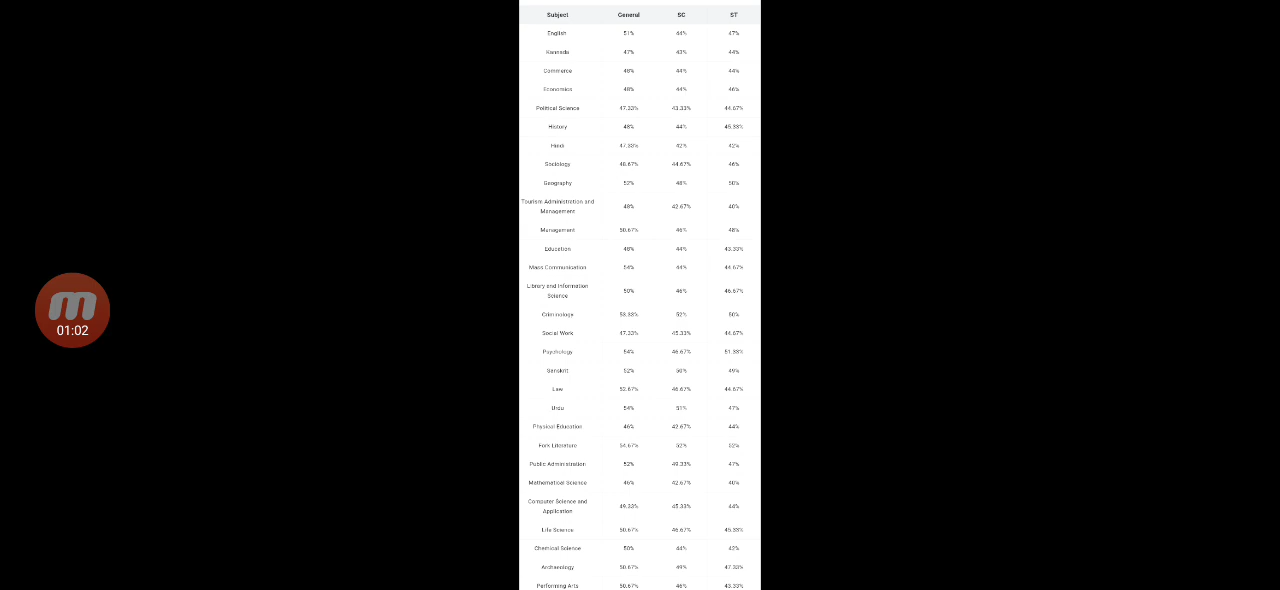 Subject General SC ST
English 51% 44% 47%
Kannada 47% 43% 44%
Commerce 48% 44% 44%
Economics 48% 44% 46%
Political Science 47.33% 43.33% 44.67%
History 48% 44% 45.33%
Hindi 47.33% 42% 42%
Sociology 48.67% 44.67% 46%
Geography 52% 48% 50%
Tourism Administration and
Management 48% 42.67% 40%
Management 50.67% 46% 48%
Education 48% 44% 43.33%
Mass Communication 54% 44% 44.67%
Library and Information
Science 50% 46% 46.67%
Criminology 53.33% 52% 50%
Social Work 47.33% 45.33% 44.67%
01:02
Psychology 54% 46.67% 51.33%
Sanskrit 52% 50% 49%
Law 52.67% 46.67% 44.67%
Urdu 54% 51% 47%
Physical Education 46% 42.67% 44%
Fork Literature 54.67% 52% 52%
Public Administration 52% 49.33% 47%
Mathematical Science 46% 42.67% 40%
Computer Science and
Application 49.33% 45.33% 44%
Life Science 50.67% 46.67% 45.33%
Chemical Science 50% 44% 42%
Archaeology 50.67% 49% 47.33%
Performing Arts 50.67% 46% 43.33%